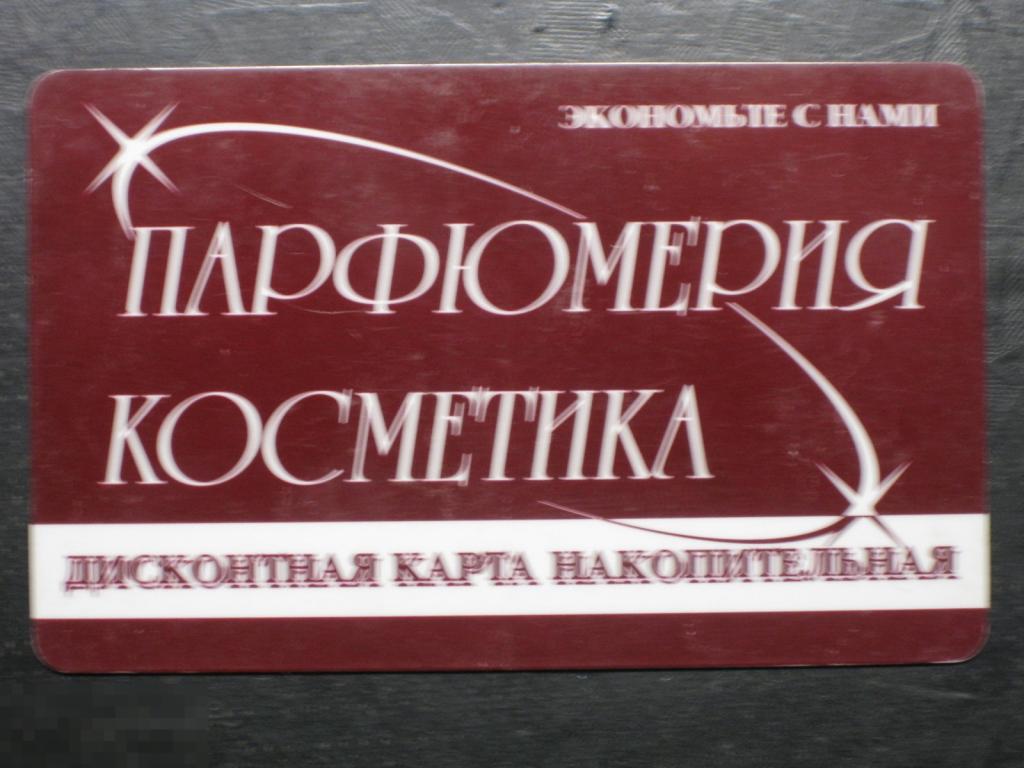 ЭКОНОМЬТЕ С НАМИ
ПАРФЮМЕРИЯ
КОСМЕТИКА
ДИСКОНТНАЯ КАРТА НАКОПИТЕЛЬНАЯ